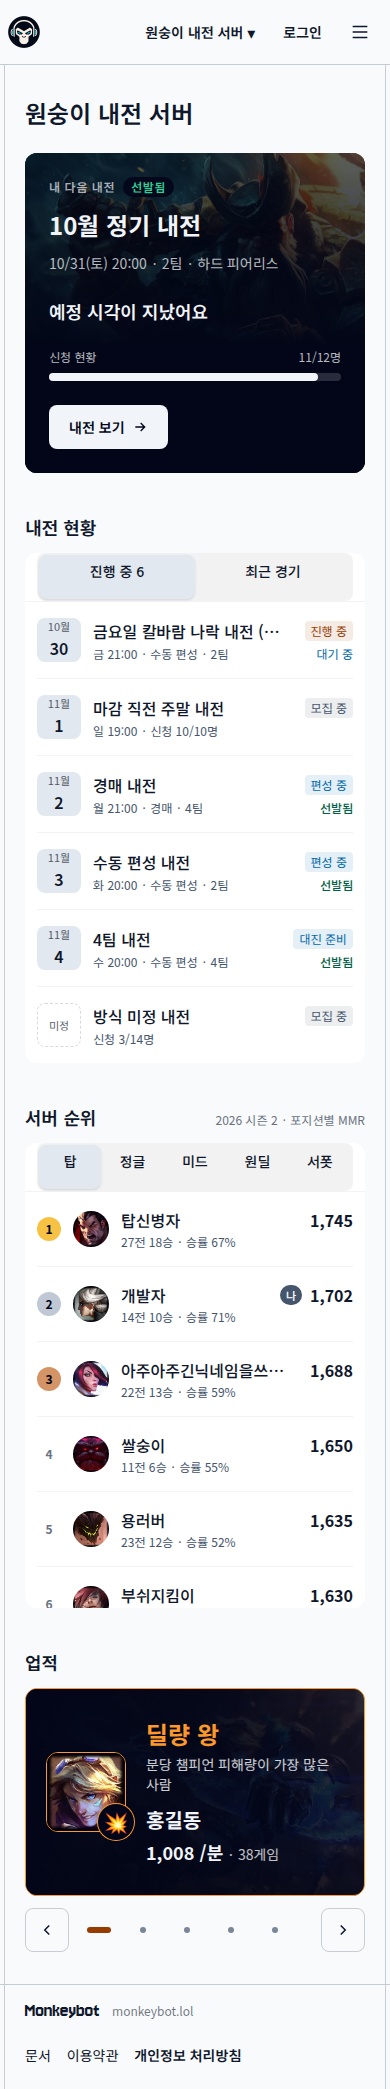 원숭이 내전 서버 ▾ 로그인
원숭이 내전 서버
내 다음 내전 선발됨
10월 정기 내전
10/31(토) 20:00 · 2팀 · 하드 피어리스
예정 시각이 지났어요
신청 현황 11/12명
내전 보기 →
내전 현황
진행 중 6 최근 경기
10월
30
금요일 칼바람 나락 내전 (⋯ 진행 중
금 21:00 · 수동 편성 · 2팀 대기 중
11월
1
마감 직전 주말 내전 모집 중
일 19:00 · 신청 10/10명
11월
2
경매 내전 편성 중
월 21:00 · 경매 · 4팀 선발됨
11월
3
수동 편성 내전 편성 중
화 20:00 · 수동 편성 · 2팀 선발됨
11월
4
4팀 내전 대진 준비
수 20:00 · 수동 편성 · 4팀 선발됨
미정
방식 미정 내전 모집 중
신청 3/14명
서버 순위 2026 시즌 2 · 포지션별 MMR
탑 정글 미드 원딜 서폿
1 탑신병자 1,745
27전 18승 · 승률 67%
2 개발자 나 1,702
14전 10승 · 승률 71%
3 아주아주긴닉네임을쓰⋯ 1,688
22전 13승 · 승률 59%
4 쌀숭이 1,650
11전 6승 · 승률 55%
5 용러버 1,635
23전 12승 · 승률 52%
6 부쉬지킴이 1,630
업적
딜량 왕
분당 챔피언 피해량이 가장 많은
사람
홍길동
1,008 /분 · 38게임
Monkeybot monkeybot.lol
문서 이용약관 개인정보 처리방침